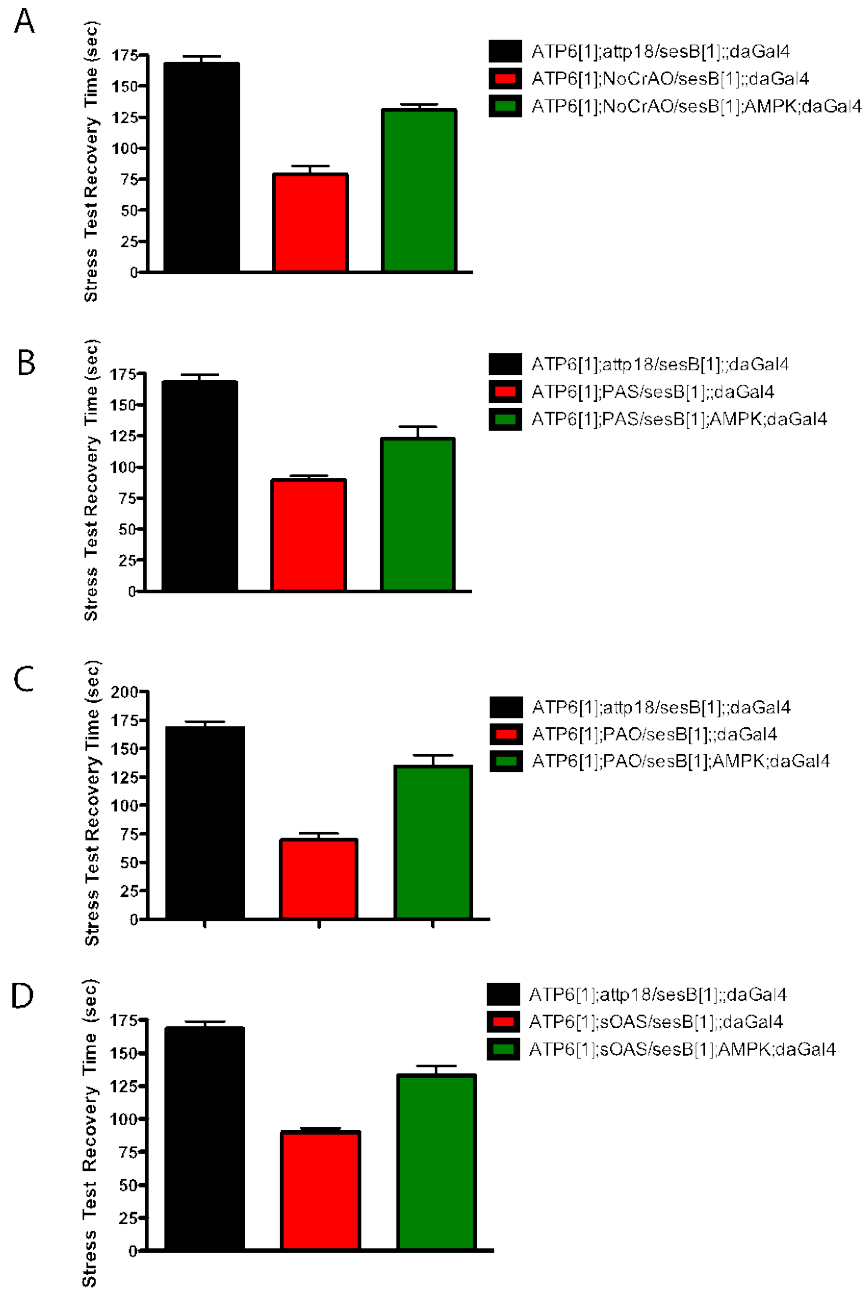 A
Stress Test Recovery Time (sec)
175
150
125
100
75
50
25
0
ATP6[1];attp18/sesB[1];;daGal4
ATP6[1];NoCrAO/sesB[1];;daGal4
ATP6[1];NoCrAO/sesB[1];AMPK;daGal4
B
Stress Test Recovery Time (sec)
175
150
125
100
75
50
25
0
ATP6[1];attp18/sesB[1];;daGal4
ATP6[1];PAS/sesB[1];;daGal4
ATP6[1];PAS/sesB[1];AMPK;daGal4
C
Stress Test Recovery Time (sec)
200
175
150
125
100
75
50
25
0
ATP6[1];attp18/sesB[1];;daGal4
ATP6[1];PAO/sesB[1];;daGal4
ATP6[1];PAO/sesB[1];AMPK;daGal4
D
Stress Test Recovery Time (sec)
175
150
125
100
75
50
25
0
ATP6[1];attp18/sesB[1];;daGal4
ATP6[1];sOAS/sesB[1];;daGal4
ATP6[1];sOAS/sesB[1];AMPK;daGal4